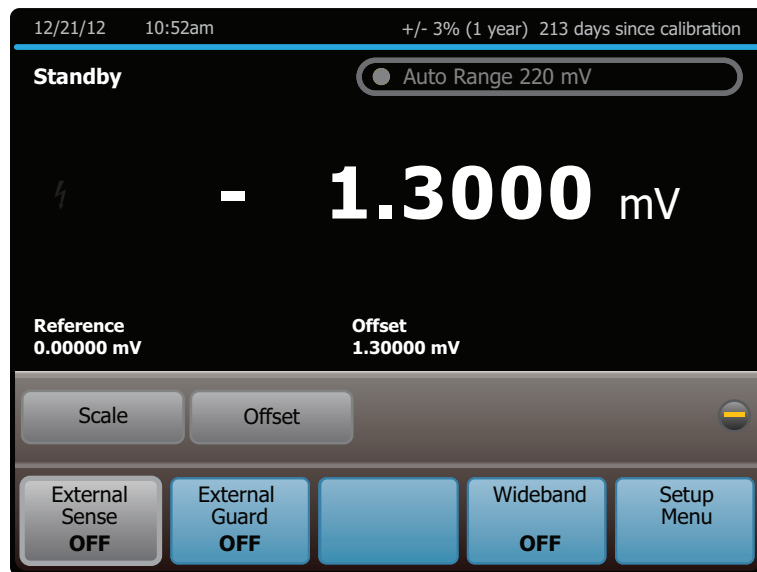 12/21/12 10:52am +/- 3% (1 year) 213 days since calibration
Standby
Auto Range 220 mV
- 1.3000 mV
Reference
0.00000 mV
Offset
1.30000 mV
Scale
Offset
External
Sense
OFF
External
Guard
OFF
Wideband
OFF
Setup
Menu